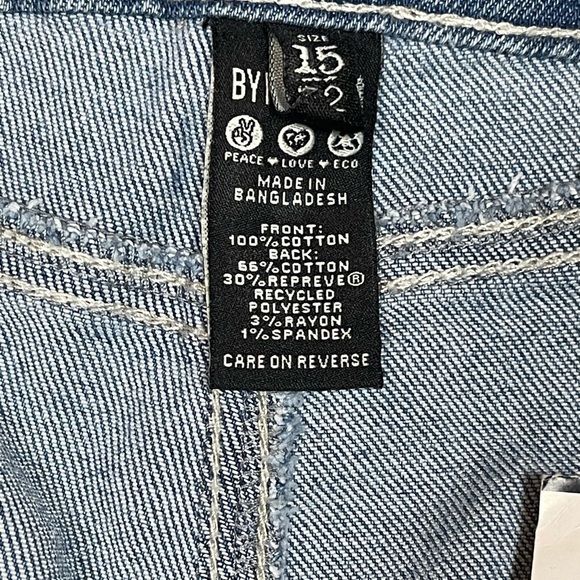 SIZE
15
BY
PEACE ❤ LOVE ❤ ECO
MADE IN
BANGLADESH
FRONT:
100% COTTON
BACK:
66% COTTON
30% REPREVE®
RECYCLED
POLYESTER
3% RAYON
1% SPANDEX
CARE ON REVERSE